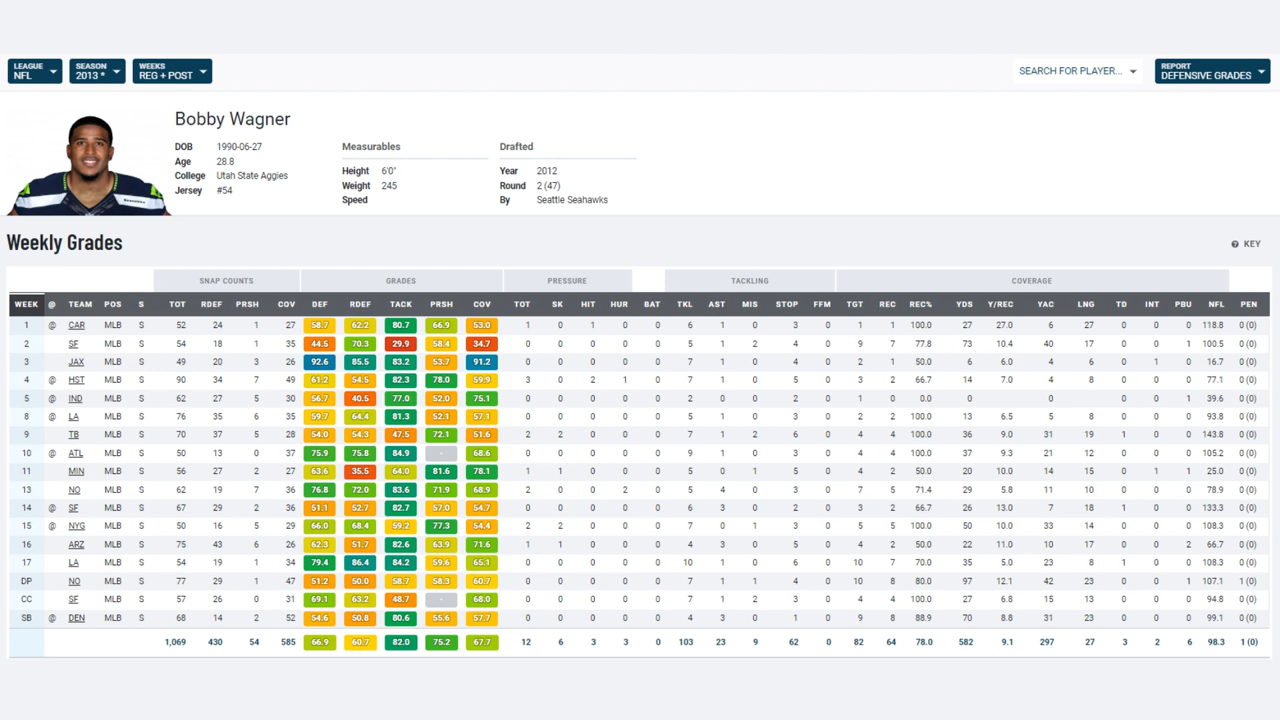 LEAGUE NFL SEASON 2013 * WEEKS REG + POST SEARCH FOR PLAYER... REPORT DEFENSIVE GRADES
Bobby Wagner
DOB 1990-06-27 Measurables Drafted
Age 28.8
College Utah State Aggies Height 6'0" Year 2012
Jersey #54 Weight 245 Round 2 (47)
Speed By Seattle Seahawks
Weekly Grades KEY
SNAP COUNTS GRADES PRESSURE TACKLING COVERAGE
WEEK @ TEAM POS S TOT RDEF PRSH COV DEF RDEF TACK PRSH COV TOT SK HIT HUR BAT TKL AST MIS STOP FFM TGT REC REC% YDS Y/REC YAC LNG TD INT PBU NFL PEN
1 @ CAR MLB S 52 24 1 27 58.7 62.2 80.7 66.9 53.0 1 0 1 0 0 6 1 0 3 0 1 1 100.0 27 27.0 6 27 0 0 0 118.8 0 (0)
2 SF MLB S 54 18 1 35 44.5 70.3 29.9 58.4 34.7 0 0 0 0 0 5 1 2 4 0 9 7 77.8 73 10.4 40 17 0 0 1 100.5 0 (0)
3 JAX MLB S 49 20 3 26 92.6 85.5 83.2 53.7 91.2 0 0 0 0 0 7 1 0 4 0 2 1 50.0 6 6.0 4 6 0 1 0 16.7 0 (0)
4 @ HST MLB S 90 34 7 49 61.2 54.5 82.3 78.0 59.9 3 0 2 1 0 7 1 0 5 0 3 2 66.7 14 7.0 4 8 0 0 0 77.1 0 (0)
5 @ IND MLB S 62 27 5 30 56.7 40.5 77.0 52.0 75.1 0 0 0 0 0 2 0 0 2 0 1 0 0.0 0 0 0 0 0 1 39.6 0 (0)
8 @ LA MLB S 76 35 6 35 59.7 64.4 81.3 52.1 57.1 0 0 0 0 0 5 1 0 3 0 2 2 100.0 13 6.5 7 9 0 0 0 93.8 0 (0)
9 TB MLB S 70 37 5 28 54.0 54.3 47.5 72.1 51.6 2 2 0 0 0 7 1 2 6 0 4 4 100.0 36 9.0 31 19 1 0 0 143.8 0 (0)
10 @ ATL MLB S 50 13 0 37 75.9 75.8 84.9 - 68.6 0 0 0 0 0 9 1 0 3 0 4 4 100.0 37 9.3 21 12 0 0 0 105.2 0 (0)
11 MIN MLB S 56 27 2 27 63.6 35.5 64.0 81.6 78.1 1 1 0 0 0 5 0 1 5 0 4 2 50.0 20 10.0 14 15 0 1 1 25.0 0 (0)
13 NO MLB S 62 19 7 36 76.8 72.0 83.6 71.9 68.9 2 0 0 2 0 5 4 0 3 0 7 5 71.4 29 5.8 11 10 0 0 1 78.9 0 (0)
14 @ SF MLB S 67 29 2 36 51.1 52.7 82.7 57.0 54.7 0 0 0 0 0 6 3 0 2 0 3 2 66.7 26 13.0 7 18 1 0 0 133.3 0 (0)
15 @ NYG MLB S 50 16 5 29 66.0 68.4 59.2 77.3 54.4 2 2 0 0 0 7 0 1 3 0 5 5 100.0 50 10.0 33 14 0 0 0 108.3 0 (0)
16 ARZ MLB S 75 43 6 26 62.3 51.7 82.6 63.9 71.6 1 1 0 0 0 4 3 0 5 0 4 2 50.0 22 11.0 10 17 0 0 1 66.7 0 (0)
17 LA MLB S 54 19 1 34 79.4 86.4 84.2 59.6 65.1 0 0 0 0 0 10 1 0 4 0 10 7 70.0 35 5.0 23 8 1 0 0 108.3 0 (0)
DP NO MLB S 77 29 1 47 51.2 50.0 58.7 58.3 60.7 0 0 0 0 0 7 1 1 4 0 10 8 80.0 97 12.1 42 23 0 0 1 107.1 1 (0)
CC SF MLB S 57 26 0 31 69.1 63.2 48.7 - 68.0 0 0 0 0 0 7 1 2 3 0 4 4 100.0 27 6.8 15 13 0 0 0 94.8 0 (0)
SB @ DEN MLB S 68 14 2 52 54.6 50.8 80.6 55.6 57.7 0 0 0 0 0 4 3 0 1 0 9 8 88.9 70 8.8 31 23 0 0 0 99.1 0 (0)
1,069 430 54 585 66.9 60.7 82.0 75.2 67.7 12 6 3 3 0 103 23 9 62 0 82 64 78.0 582 9.1 297 27 3 2 6 98.3 1 (0)